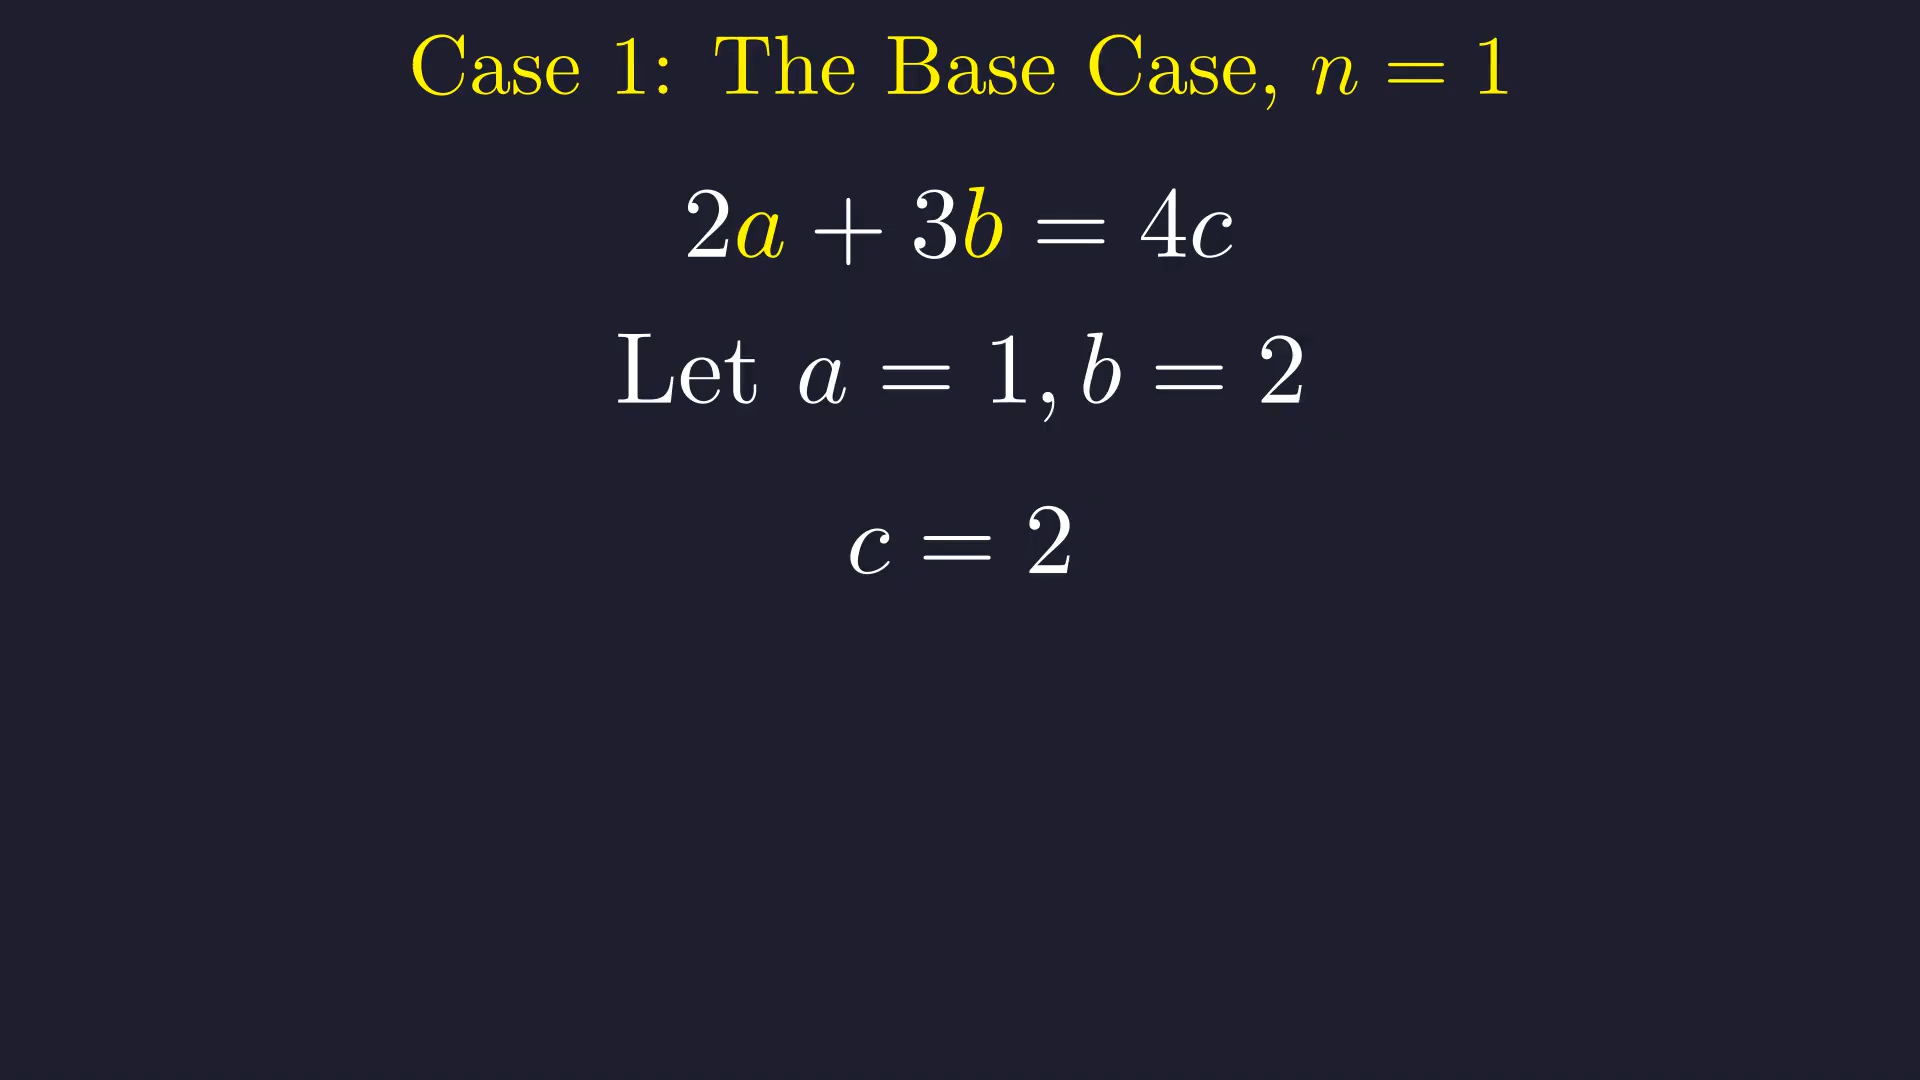 Case 1: The Base Case, n = 1
2a + 3b = 4c
Let a = 1, b = 2
c = 2